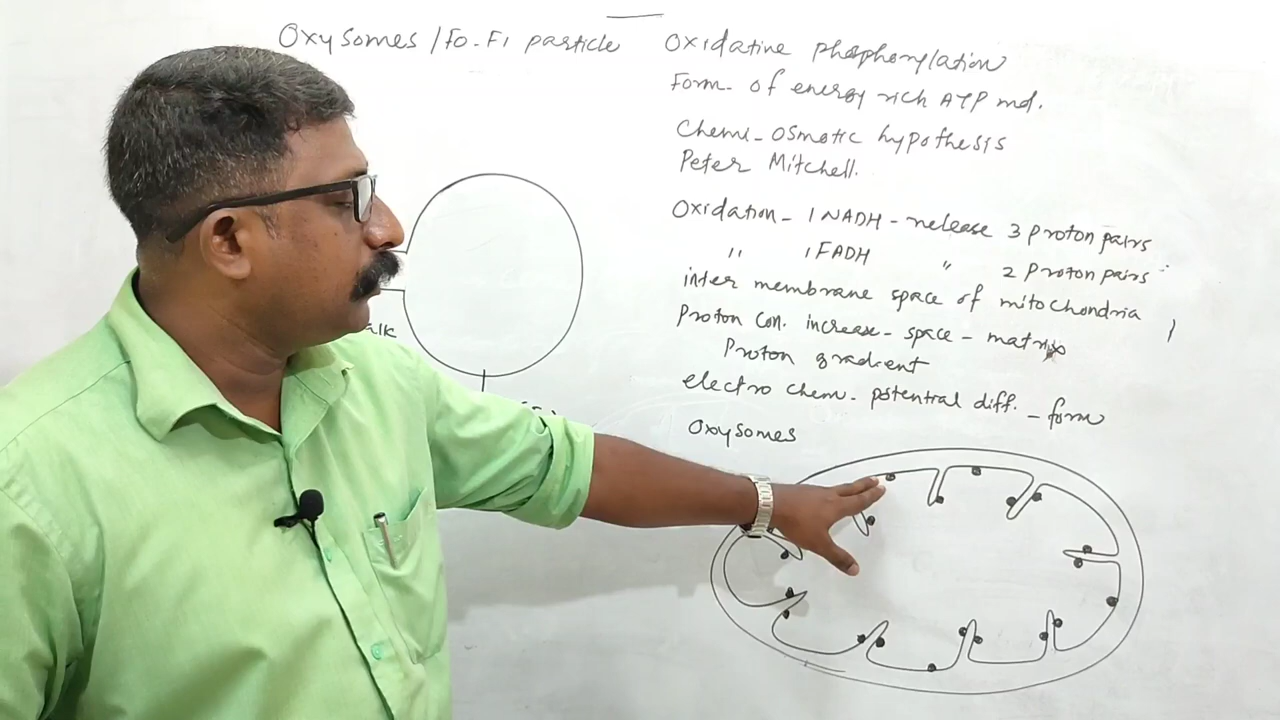 Oxysomes / Fo-F1 particle
alk
Oxidative phosphorylation
Form. of energy rich ATP mol.
Chemi-osmotic hypothesis
Peter Mitchell.
Oxidation - 1 NADH - release 3 proton pairs
" 1 FADH " 2 Proton pairs
inter membrane space of mitochondria
Proton con. increase - space - matrix
Proton gradient
electro chem. potential diff. - form
Oxysomes